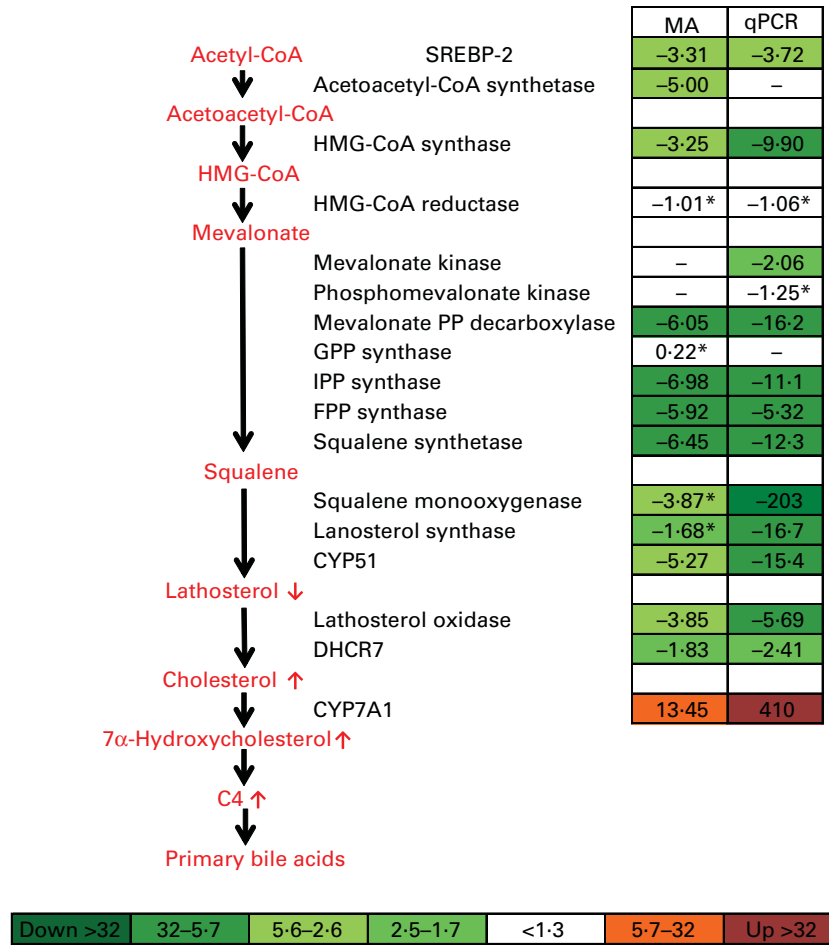 MA qPCR
Acetyl-CoA SREBP-2 –3·31 –3·72
Acetoacetyl-CoA synthetase –5·00 –
Acetoacetyl-CoA
HMG-CoA synthase –3·25 –9·90
HMG-CoA
HMG-CoA reductase –1·01* –1·06*
Mevalonate
Mevalonate kinase – –2·06
Phosphomevalonate kinase – –1·25*
Mevalonate PP decarboxylase –6·05 –16·2
GPP synthase 0·22* –
IPP synthase –6·98 –11·1
FPP synthase –5·92 –5·32
Squalene synthetase –6·45 –12·3
Squalene
Squalene monooxygenase –3·87* –203
Lanosterol synthase –1·68* –16·7
CYP51 –5·27 –15·4
Lathosterol ↓
Lathosterol oxidase –3·85 –5·69
DHCR7 –1·83 –2·41
Cholesterol ↑
CYP7A1 13·45 410
7α-Hydroxycholesterol ↑
C4 ↑
Primary bile acids
Down >32 32–5·7 5·6–2·6 2·5–1·7 <1·3 5·7–32 Up >32